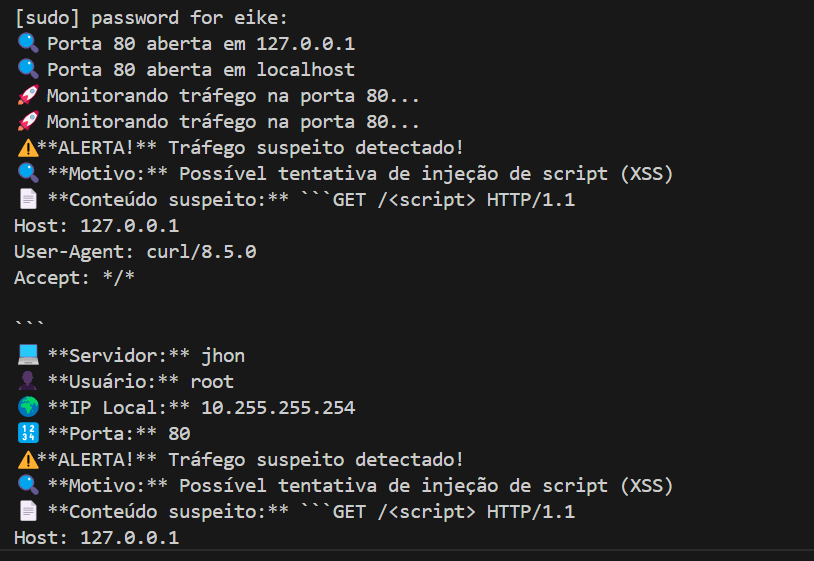 [sudo] password for eike:
🔍 Porta 80 aberta em 127.0.0.1
🔍 Porta 80 aberta em localhost
🚀 Monitorando tráfego na porta 80...
🚀 Monitorando tráfego na porta 80...
⚠️**ALERTA!** Tráfego suspeito detectado!
🔍 **Motivo:** Possível tentativa de injeção de script (XSS)
📄 **Conteúdo suspeito:** ```GET /<script> HTTP/1.1
Host: 127.0.0.1
User-Agent: curl/8.5.0
Accept: */*
```
💻 **Servidor:** jhon
👤 **Usuário:** root
🌍 **IP Local:** 10.255.255.254
🔢 **Porta:** 80
⚠️**ALERTA!** Tráfego suspeito detectado!
🔍 **Motivo:** Possível tentativa de injeção de script (XSS)
📄 **Conteúdo suspeito:** ```GET /<script> HTTP/1.1
Host: 127.0.0.1